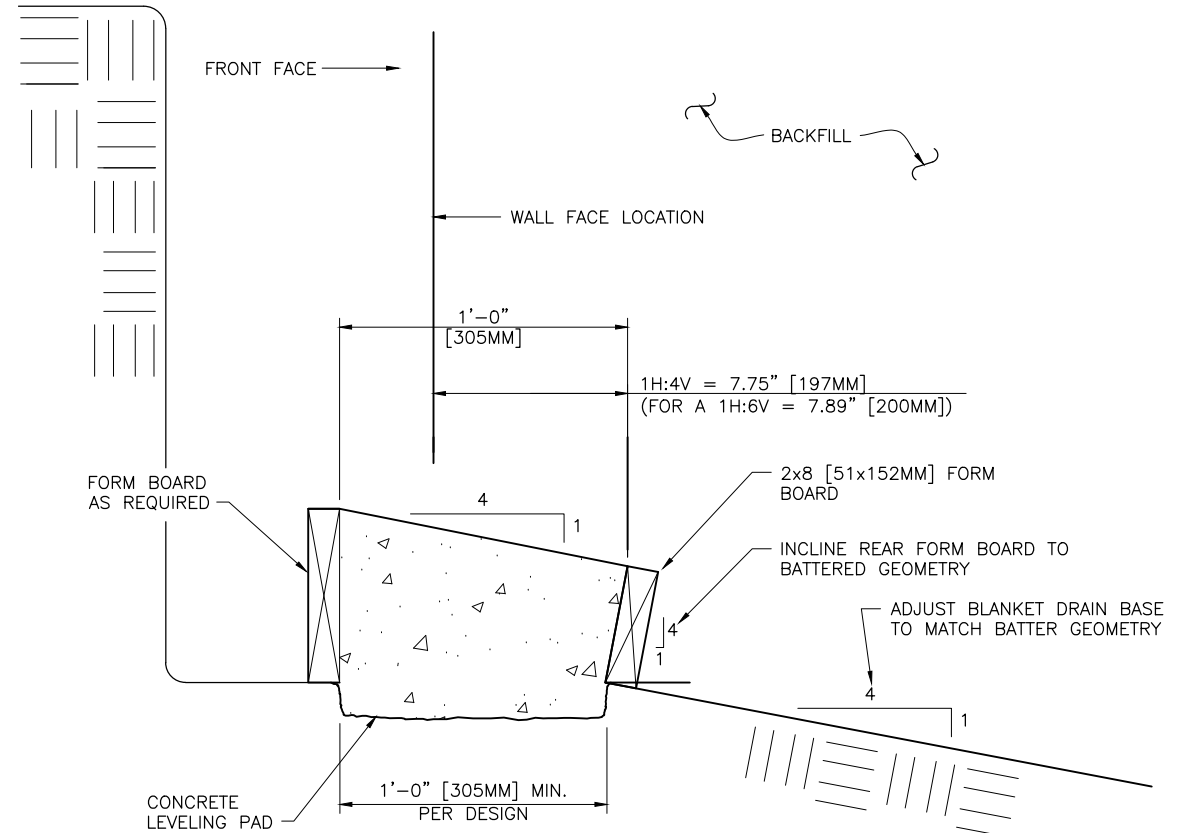 FRONT FACE
BACKFILL
WALL FACE LOCATION
1'-0"
[305MM]
1H:4V = 7.75" [197MM]
(FOR A 1H:6V = 7.89" [200MM])
FORM BOARD
AS REQUIRED
2x8 [51x152MM] FORM
BOARD
4
1
INCLINE REAR FORM BOARD TO
BATTERED GEOMETRY
ADJUST BLANKET DRAIN BASE
TO MATCH BATTER GEOMETRY
4
1
4
1
1'-0" [305MM] MIN.
PER DESIGN
CONCRETE
LEVELING PAD